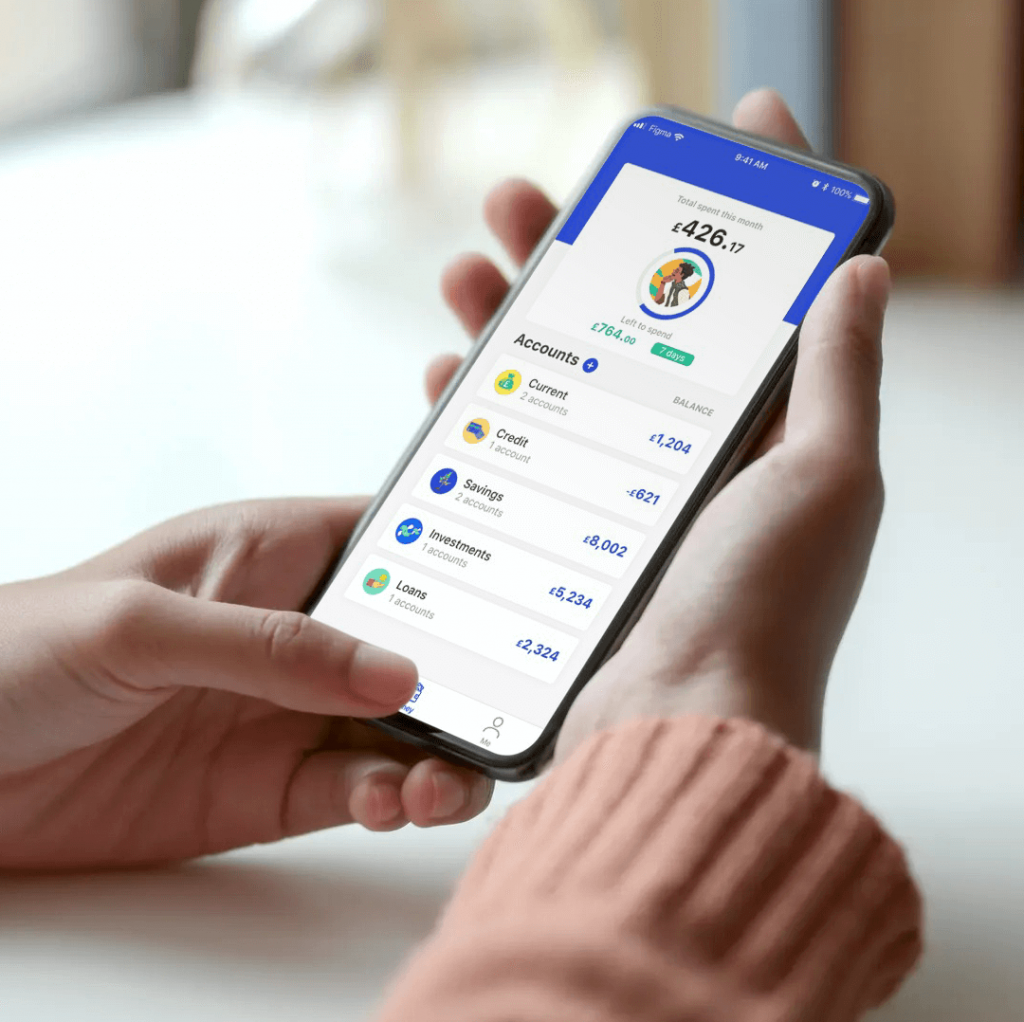 Figma
9:41 AM
100%
Total spent this month
£426.17
Left to spend
£764.00
7 days
Accounts
BALANCE
Current
2 accounts
£1,204
Credit
1 account
-£621
Savings
2 accounts
£8,002
Investments
1 accounts
£5,234
Loans
1 accounts
£2,324
Me